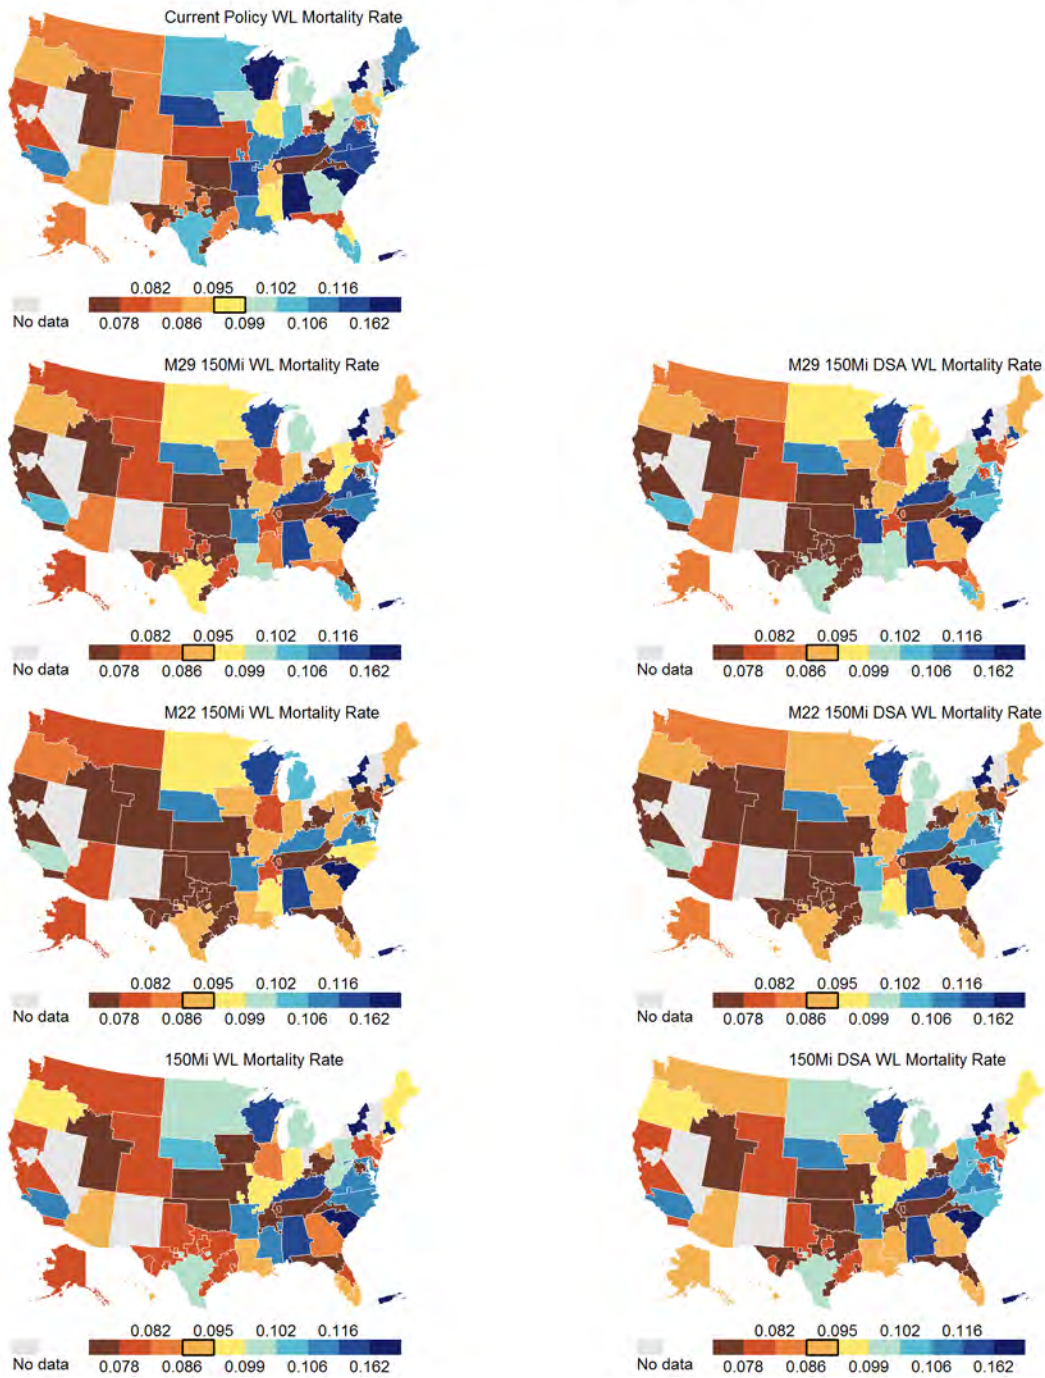 Current Policy WL Mortality Rate
0.082 0.095 0.102 0.116
No data 0.078 0.086 0.099 0.106 0.162
M29 150Mi WL Mortality Rate
M29 150Mi DSA WL Mortality Rate
0.082 0.095 0.102 0.116
No data 0.078 0.086 0.099 0.106 0.162
0.082 0.095 0.102 0.116
No data 0.078 0.086 0.099 0.106 0.162
M22 150Mi WL Mortality Rate
M22 150Mi DSA WL Mortality Rate
0.082 0.095 0.102 0.116
No data 0.078 0.086 0.099 0.106 0.162
0.082 0.095 0.102 0.116
No data 0.078 0.086 0.099 0.106 0.162
150Mi WL Mortality Rate
150Mi DSA WL Mortality Rate
0.082 0.095 0.102 0.116
No data 0.078 0.086 0.099 0.106 0.162
0.082 0.095 0.102 0.116
No data 0.078 0.086 0.099 0.106 0.162